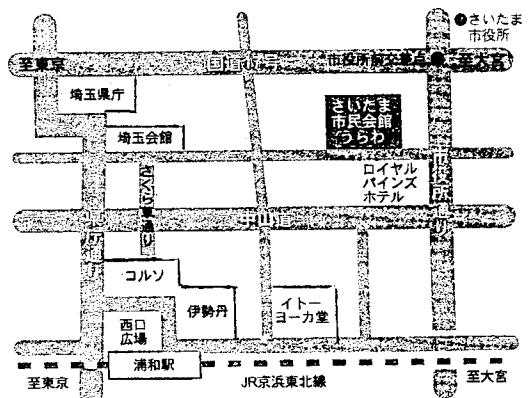 ●さいたま
市役所
至東京
国道17号
市役所前交差点
至大宮
埼玉県庁
埼玉会館
さいたま
市民会館
うらわ
ロイヤル
パインズ
ホテル
市役所通り
さくら草通り
中山道
コルソ
伊勢丹
イトー
ヨーカ堂
西口
広場
浦和駅
至東京
JR京浜東北線
至大宮